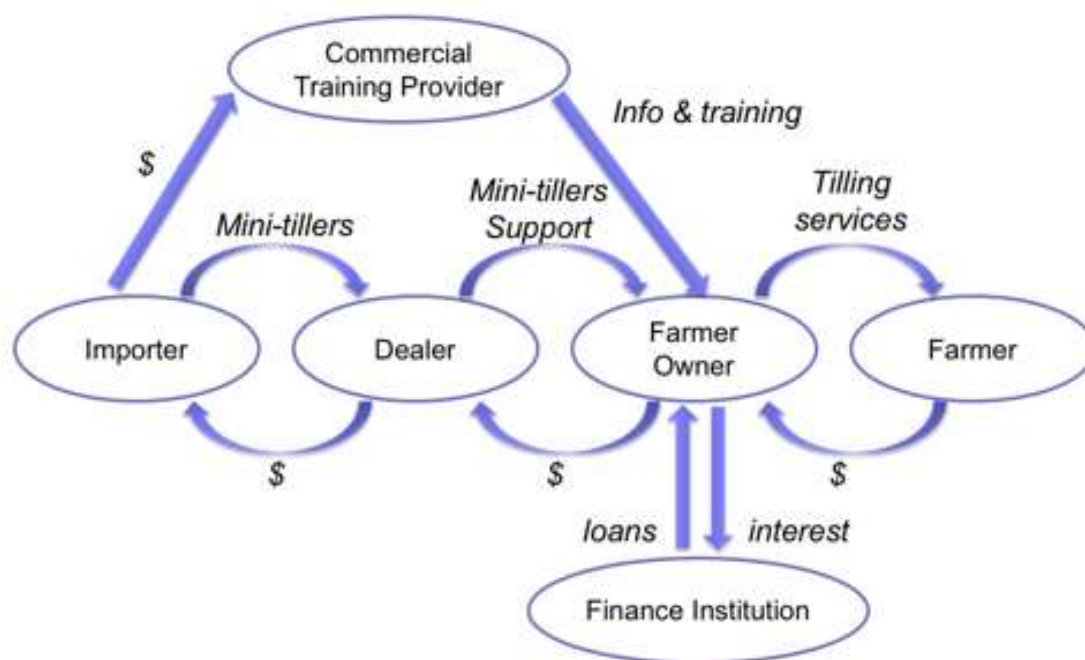 Commercial
Training Provider
Info & training
$
Mini-tillers
Mini-tillers
Support
Tilling
services
Importer
Dealer
Farmer
Owner
Farmer
$
$
$
loans
interest
Finance Institution